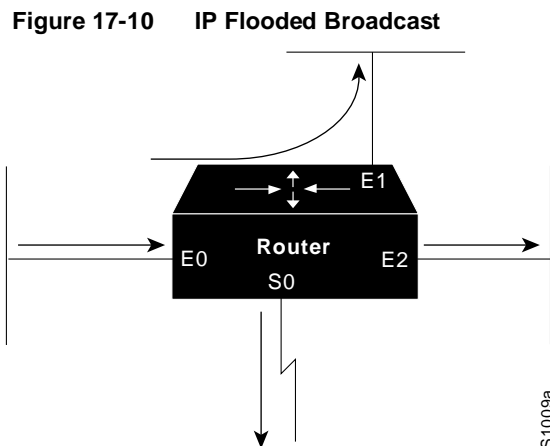 Figure 17-10 IP Flooded Broadcast
E1
Router
E0
E2
S0
S1009a